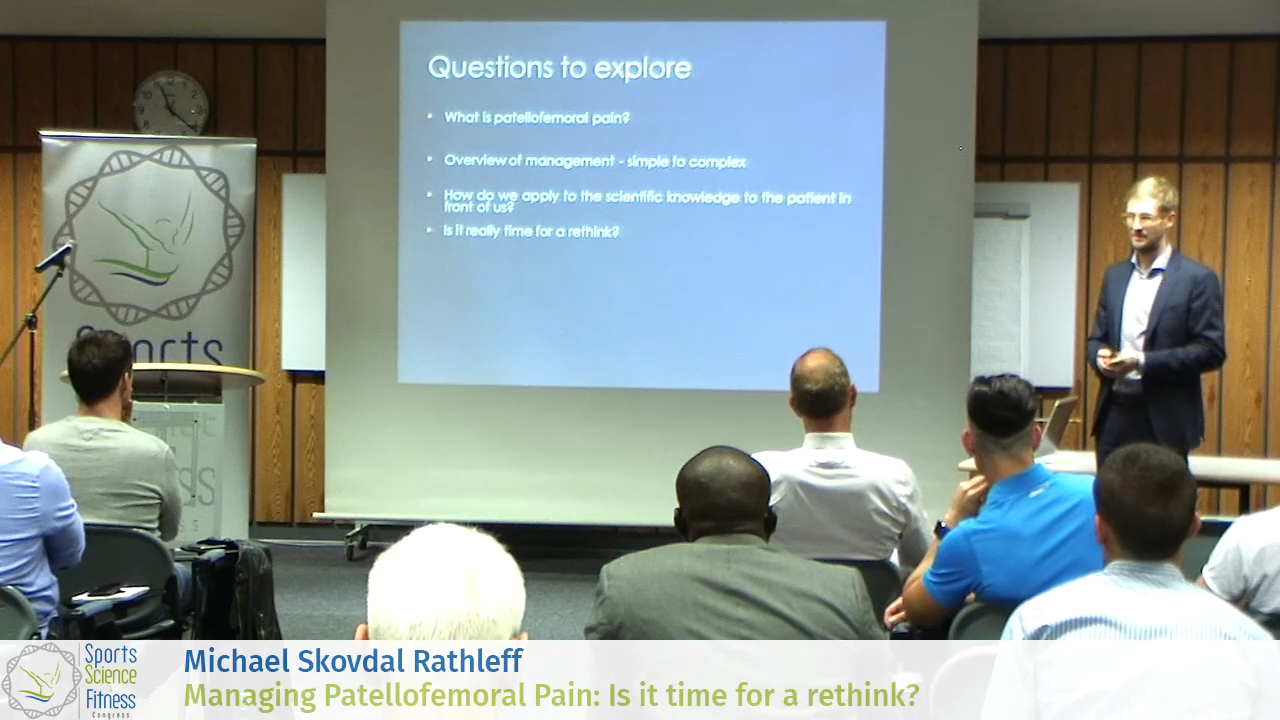 Questions to explore
• What is patellofemoral pain?
• Overview of management - simple to complex
• How do we apply to the scientific knowledge to the patient in
front of us?
• Is it really time for a rethink?
Sports
Sports
Science
Fitness
Congress
Michael Skovdal Rathleff
Managing Patellofemoral Pain: Is it time for a rethink?